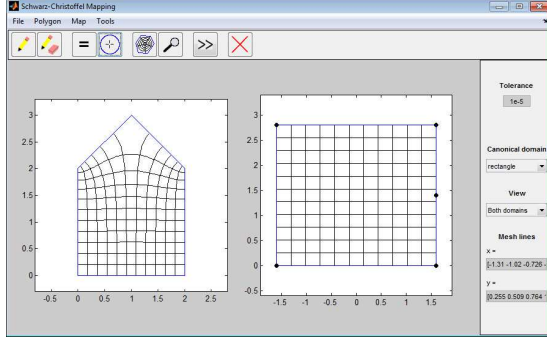 Schwarz-Christoffel Mapping
File Polygon Map Tools
= >>
Tolerance
1e-5
Canonical domain
rectangle
View
Both domains
Mesh lines
x =
[-1.31 -1.02 -0.728 -
y =
[0.255 0.509 0.764 1
3
2.5
2
1.5
1
0.5
0
-0.5 0 0.5 1 1.5 2 2.5
3
2.5
2
1.5
1
0.5
0
-0.5
-1.5 -1 -0.5 0 0.5 1 1.5